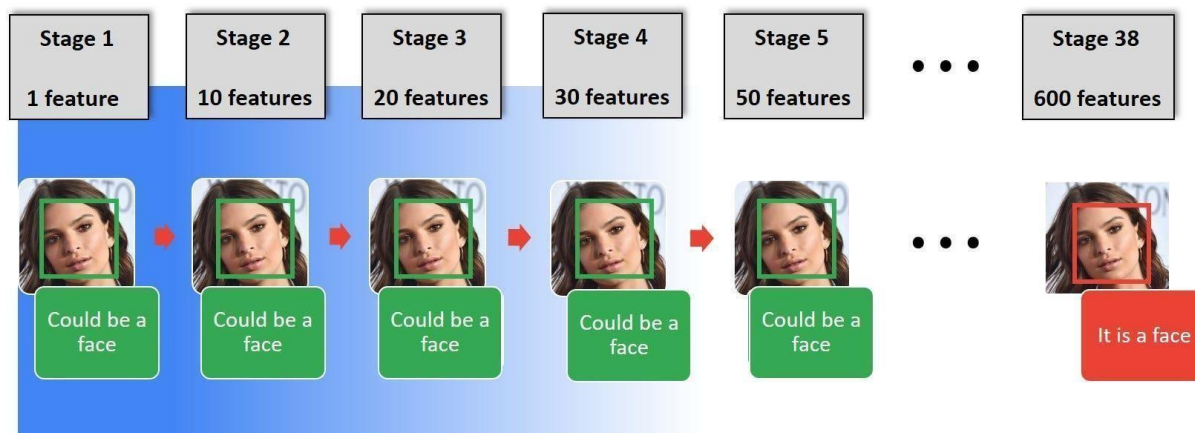 Stage 1
1 feature
Stage 2
10 features
Stage 3
20 features
Stage 4
30 features
Stage 5
50 features
• • •
Stage 38
600 features
Could be a
face
Could be a
face
Could be a
face
Could be a
face
Could be a
face
• • •
It is a face